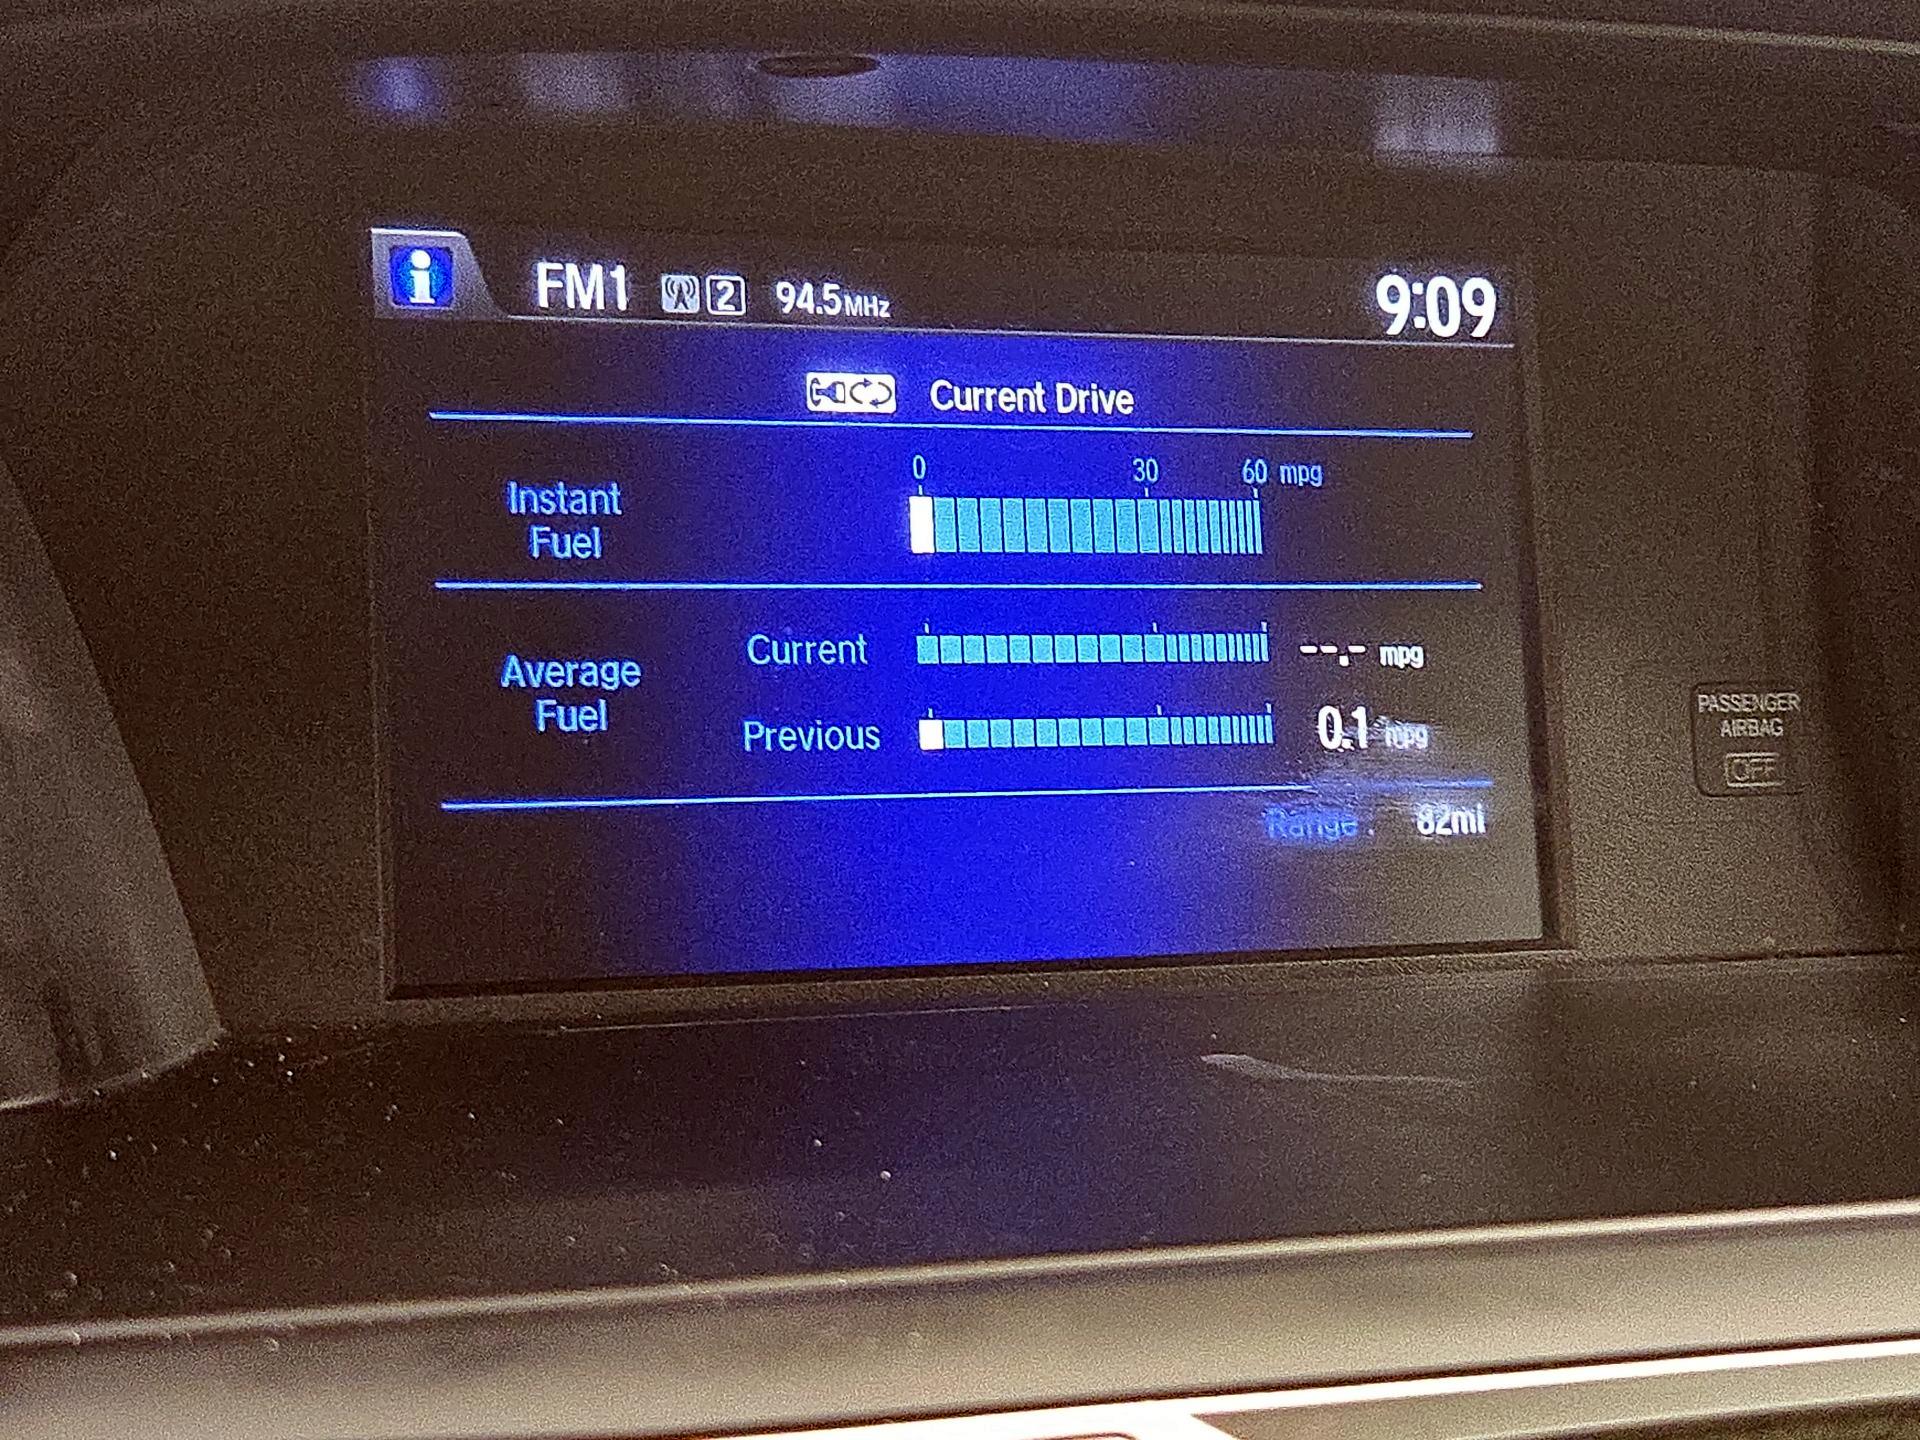 i FM1 2 94.5MHz 9:09
Current Drive
0 30 60 mpg
Instant
Fuel
Current --.- mpg
Average
Fuel
Previous 0.1 mpg
Range : 82mi
PASSENGER
AIRBAG
OFF